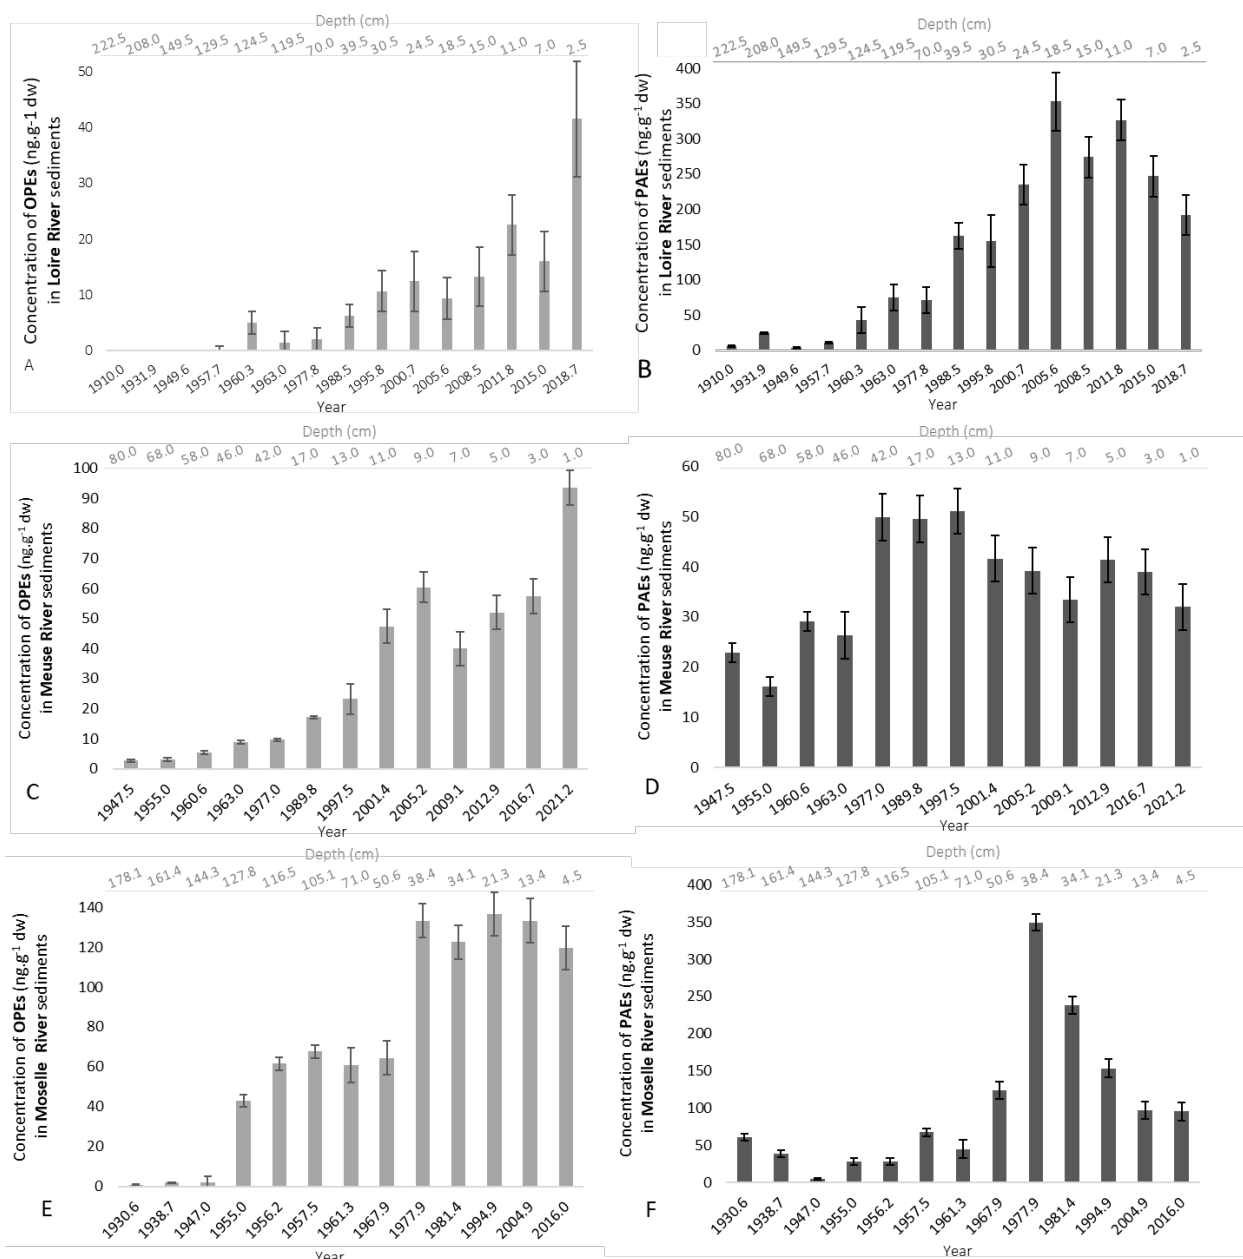 Depth (cm)
222.5 208.0 149.5 129.5 124.5 119.5 70.0 39.5 30.5 24.5 18.5 15.0 11.0 7.0 2.5
Concentration of OPEs (ng.g-1 dw)
in Loire River sediments
50
40
30
20
10
0
1910.0 1931.9 1949.6 1957.7 1960.3 1963.0 1977.8 1988.5 1995.8 2000.7 2005.6 2008.5 2011.8 2015.0 2018.7
A
Year
Depth (cm)
222.5 208.0 149.5 129.5 124.5 119.5 70.0 39.5 30.5 24.5 18.5 15.0 11.0 7.0 2.5
Concentration of PAEs (ng.g⁻¹ dw)
in Loire River sediments
400
350
300
250
200
150
100
50
0
1910.0 1931.9 1949.6 1957.7 1960.3 1963.0 1977.8 1988.5 1995.8 2000.7 2005.6 2008.5 2011.8 2015.0 2018.7
B
Year
Depth (cm)
80.0 68.0 58.0 46.0 42.0 17.0 13.0 11.0 9.0 7.0 5.0 3.0 1.0
Concentration of OPEs (ng.g⁻¹ dw)
in Meuse River sediments
100
90
80
70
60
50
40
30
20
10
0
1947.5 1955.0 1960.6 1963.0 1977.0 1989.8 1997.5 2001.4 2005.2 2009.1 2012.9 2016.7 2021.2
C
Year
Depth (cm)
80.0 68.0 58.0 46.0 42.0 17.0 13.0 11.0 9.0 7.0 5.0 3.0 1.0
Concentration of PAEs (ng.g⁻¹ dw)
in Meuse River sediments
60
50
40
30
20
10
0
1947.5 1955.0 1960.6 1963.0 1977.0 1989.8 1997.5 2001.4 2005.2 2009.1 2012.9 2016.7 2021.2
D
Year
Depth (cm)
178.1 161.4 144.3 127.8 116.5 105.1 71.0 50.6 38.4 34.1 21.3 13.4 4.5
Concentration of OPEs (ng.g⁻¹ dw)
in Moselle River sediments
140
120
100
80
60
40
20
0
1930.6 1938.7 1947.0 1955.0 1956.2 1957.5 1961.3 1967.9 1977.9 1981.4 1994.9 2004.9 2016.0
E
Year
Depth (cm)
178.1 161.4 144.3 127.8 116.5 105.1 71.0 50.6 38.4 34.1 21.3 13.4 4.5
Concentration of PAEs (ng.g⁻¹ dw)
in Moselle River sediments
400
350
300
250
200
150
100
50
0
1930.6 1938.7 1947.0 1955.0 1956.2 1957.5 1961.3 1967.9 1977.9 1981.4 1994.9 2004.9 2016.0
F
Year